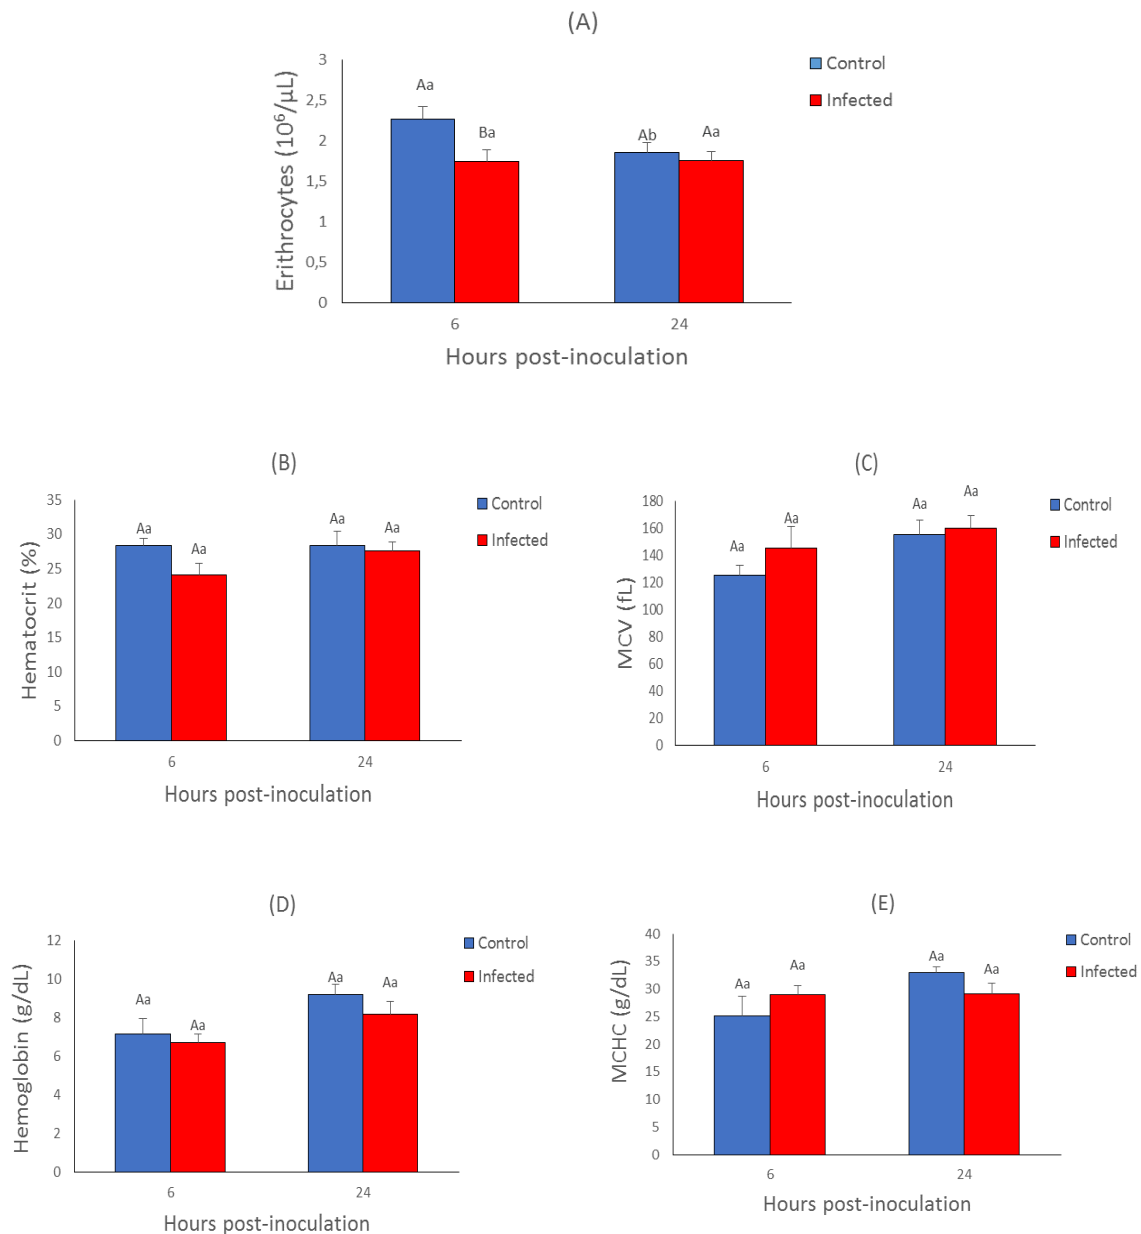 (A)
Erithrocytes (10⁶/µL)
3
2,5
2
1,5
1
0,5
0
Aa
Ba
Ab
Aa
6
24
Hours post-inoculation
Control
Infected
(B)
Hematocrit (%)
35
30
25
20
15
10
5
0
Aa
Aa
Aa
Aa
6
24
Hours post-inoculation
Control
Infected
(C)
MCV (fL)
180
160
140
120
100
80
60
40
20
0
Aa
Aa
Aa
Aa
6
24
Hours post-inoculation
Control
Infected
(D)
Hemoglobin (g/dL)
12
10
8
6
4
2
0
Aa
Aa
Aa
Aa
6
24
Hours post-inoculation
Control
Infected
(E)
MCHC (g/dL)
40
35
30
25
20
15
10
5
0
Aa
Aa
Aa
Aa
6
24
Hours post-inoculation
Control
Infected